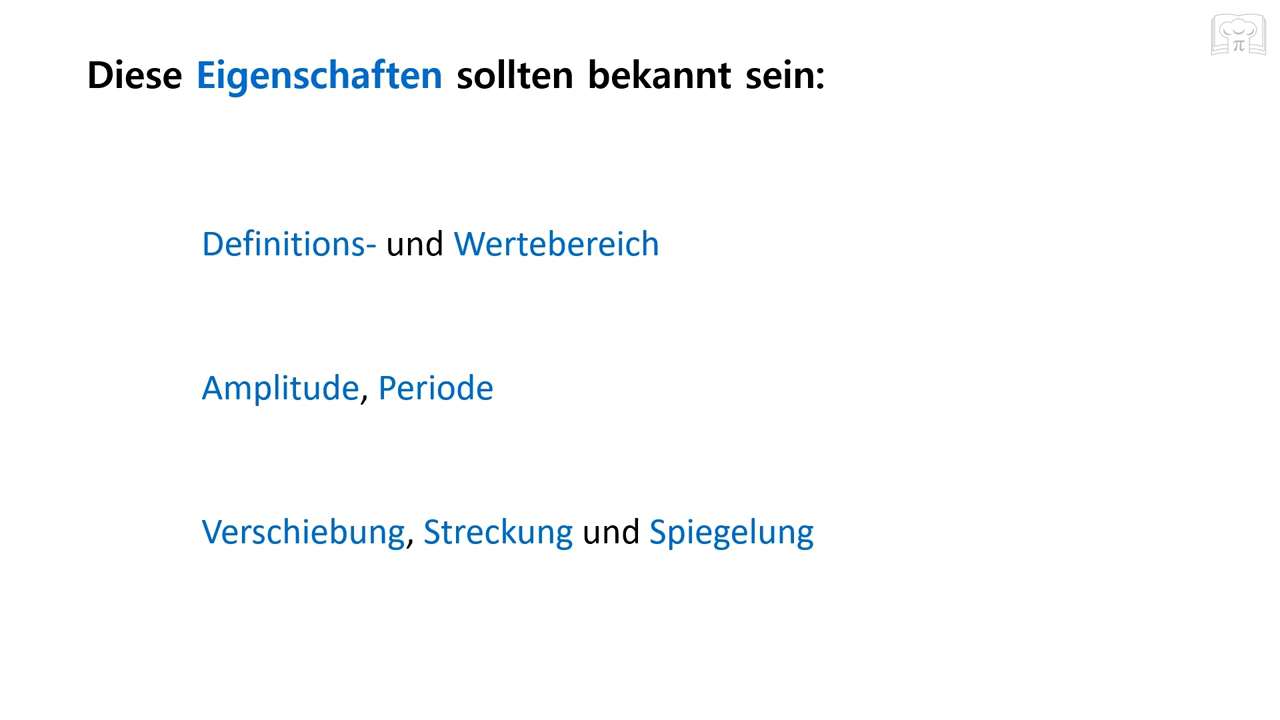 Diese Eigenschaften sollten bekannt sein:
Definitions- und Wertebereich
Amplitude, Periode
Verschiebung, Streckung und Spiegelung
π